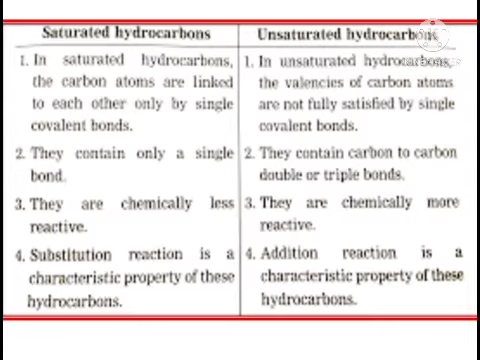 Saturated hydrocarbons
1. In saturated hydrocarbons,
the carbon atoms are linked
to each other only by single
covalent bonds.
2. They contain only a single
bond.
3. They are chemically less
reactive.
4. Substitution reaction is a
characteristic property of these
hydrocarbons.
Unsaturated hydrocarbons
1. In unsaturated hydrocarbons,
the valencies of carbon atoms
are not fully satisfied by single
covalent bonds.
2. They contain carbon to carbon
double or triple bonds.
3. They are chemically more
reactive.
4. Addition reaction is a
characteristic property of these
hydrocarbons.